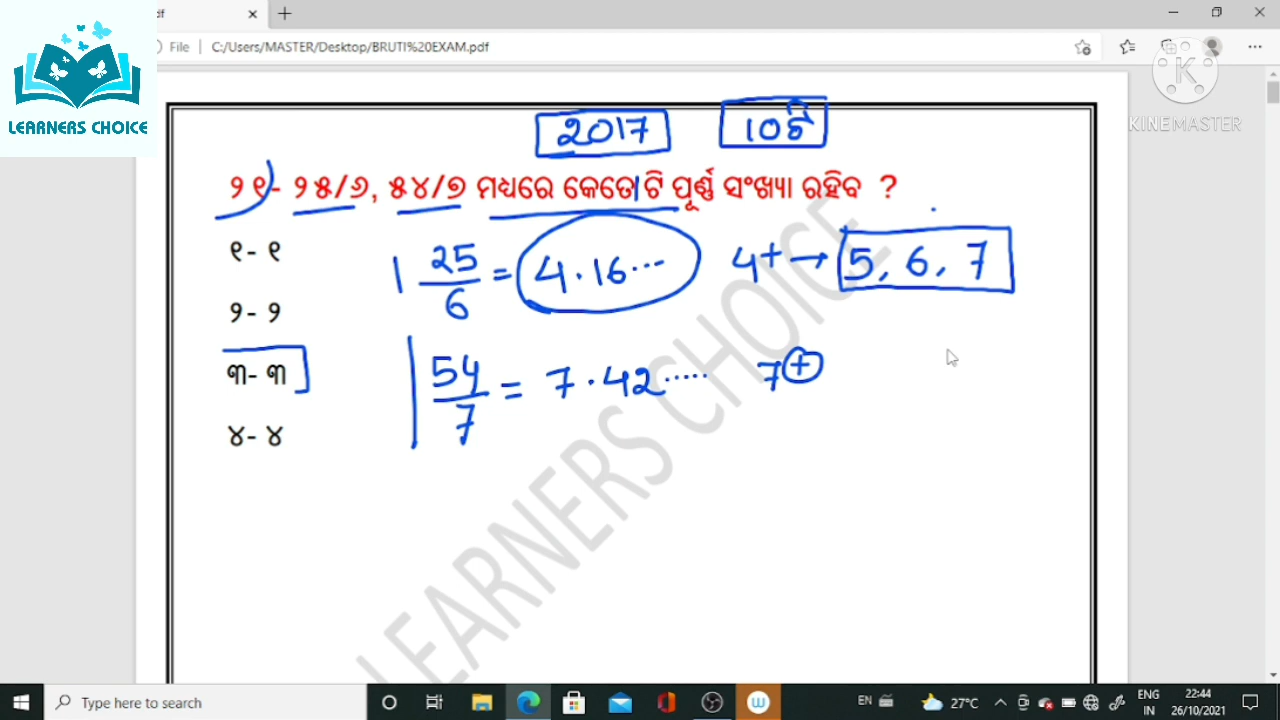 df
File | C:/Users/MASTER/Desktop/BRUTI%20EXAM.pdf
LEARNERS CHOICE
K
KINEMASTER
2017 10ଟି
୨୧- ୨୫/୬, ୫୪/୭ ମଧ୍ୟରେ କେତୋଟି ପୂର୍ଣ୍ଣ ସଂଖ୍ୟା ରହିବ ?
୧- ୧
25/6 = 4.16... 4+ → 5, 6, 7
୨- ୨
୩- ୩
54/7 = 7.42..... 7+
୪- ୪
LEARNERS CHOICE
Type here to search
W
ENG 22:44
EN 27°C
IN 26/10/2021